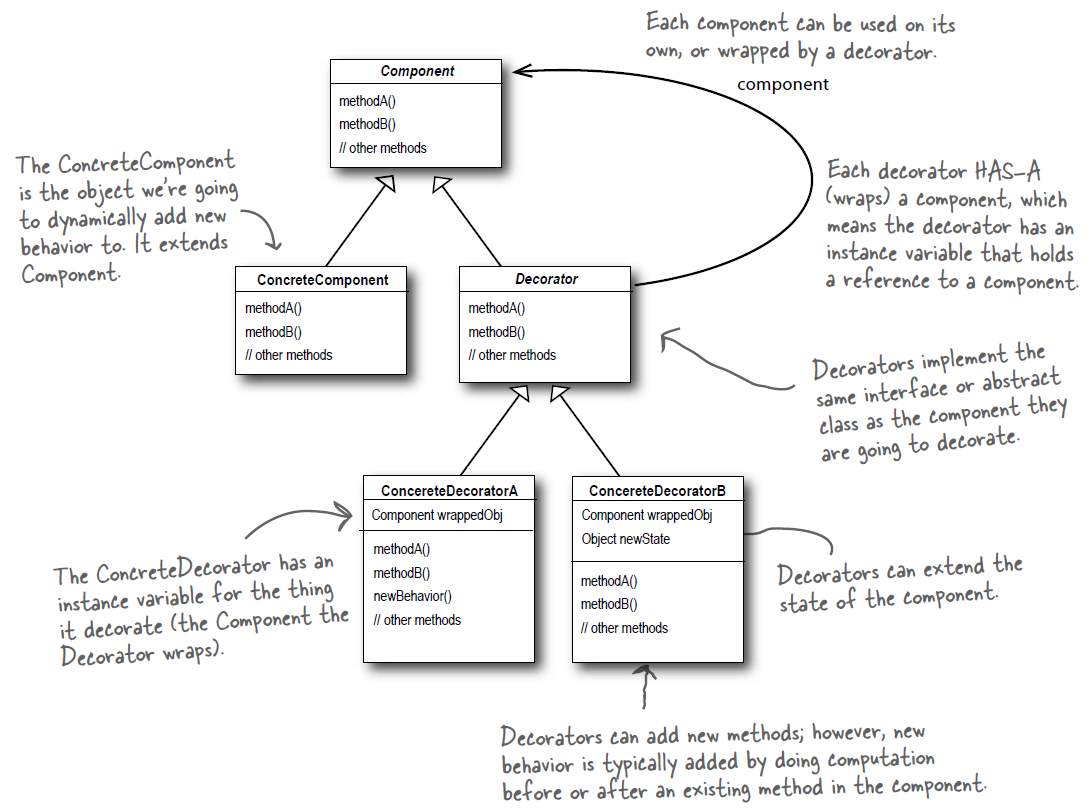 Each component can be used on its
own, or wrapped by a decorator.
component
Component
methodA()
methodB()
// other methods
The ConcreteComponent
is the object we're going
to dynamically add new
behavior to. It extends
Component.
Each decorator HAS-A
(wraps) a component, which
means the decorator has an
instance variable that holds
a reference to a component.
ConcreteComponent
methodA()
methodB()
// other methods
Decorator
methodA()
methodB()
// other methods
Decorators implement the
same interface or abstract
class as the component they
are going to decorate.
ConcereteDecoratorA
Component wrappedObj
methodA()
methodB()
newBehavior()
// other methods
ConcereteDecoratorB
Component wrappedObj
Object newState
methodA()
methodB()
// other methods
The ConcreteDecorator has an
instance variable for the thing
it decorate (the Component the
Decorator wraps).
Decorators can extend the
state of the component.
Decorators can add new methods; however, new
behavior is typically added by doing computation
before or after an existing method in the component.